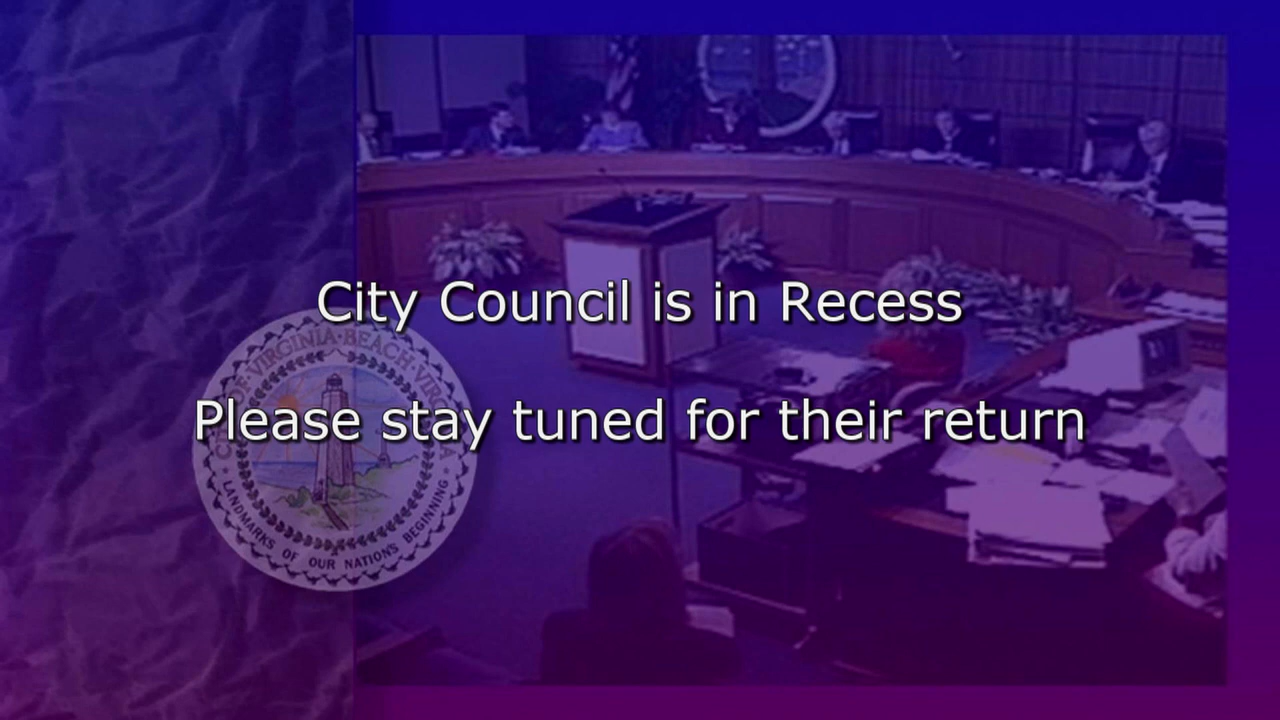 City Council is in Recess
Please stay tuned for their return
CITY OF VIRGINIA BEACH VIRGINIA
LANDMARKS OF OUR NATION'S BEGINNING